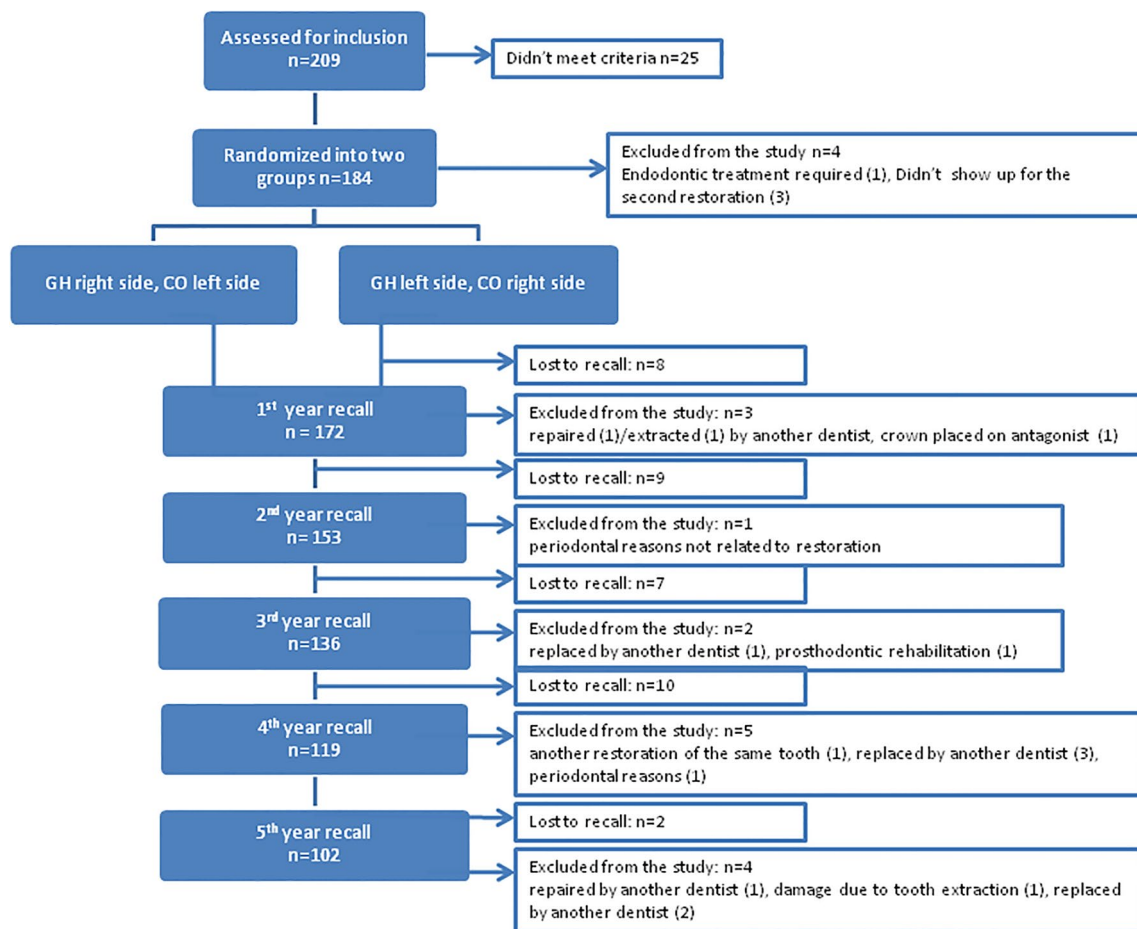 Assessed for inclusion
n=209
Didn't meet criteria n=25
Randomized into two
groups n=184
Excluded from the study n=4
Endodontic treatment required (1), Didn't show up for the
second restoration (3)
GH right side, CO left side
GH left side, CO right side
Lost to recall: n=8
1st year recall
n = 172
Excluded from the study: n=3
repaired (1)/extracted (1) by another dentist, crown placed on antagonist (1)
Lost to recall: n=9
2nd year recall
n= 153
Excluded from the study: n=1
periodontal reasons not related to restoration
Lost to recall: n=7
3rd year recall
n=136
Excluded from the study: n=2
replaced by another dentist (1), prosthodontic rehabilitation (1)
Lost to recall: n=10
4th year recall
n=119
Excluded from the study: n=5
another restoration of the same tooth (1), replaced by another dentist (3),
periodontal reasons (1)
5th year recall
n=102
Lost to recall: n=2
Excluded from the study: n=4
repaired by another dentist (1), damage due to tooth extraction (1), replaced
by another dentist (2)